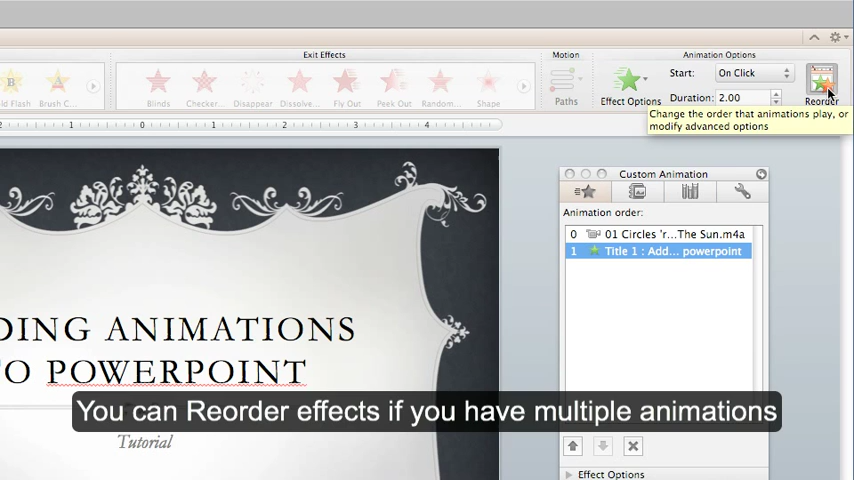 Exit Effects
Motion
Animation Options
B
Start:
On Click
Duration:
2.00
ld Flash
Brush C...
Blinds
Checker...
Disappear
Dissolve...
Fly Out
Peek Out
Random...
Shape
Paths
Effect Options
Reorder
Change the order that animations play, or
modify advanced options
2
1
0
1
2
3
4
Custom Animation
Animation order:
0 01 Circles 'r...The Sun.m4a
1 Title 1 : Add... powerpoint
DING ANIMATIONS
O POWERPOINT
You can Reorder effects if you have multiple animations
Tutorial
Effect Options